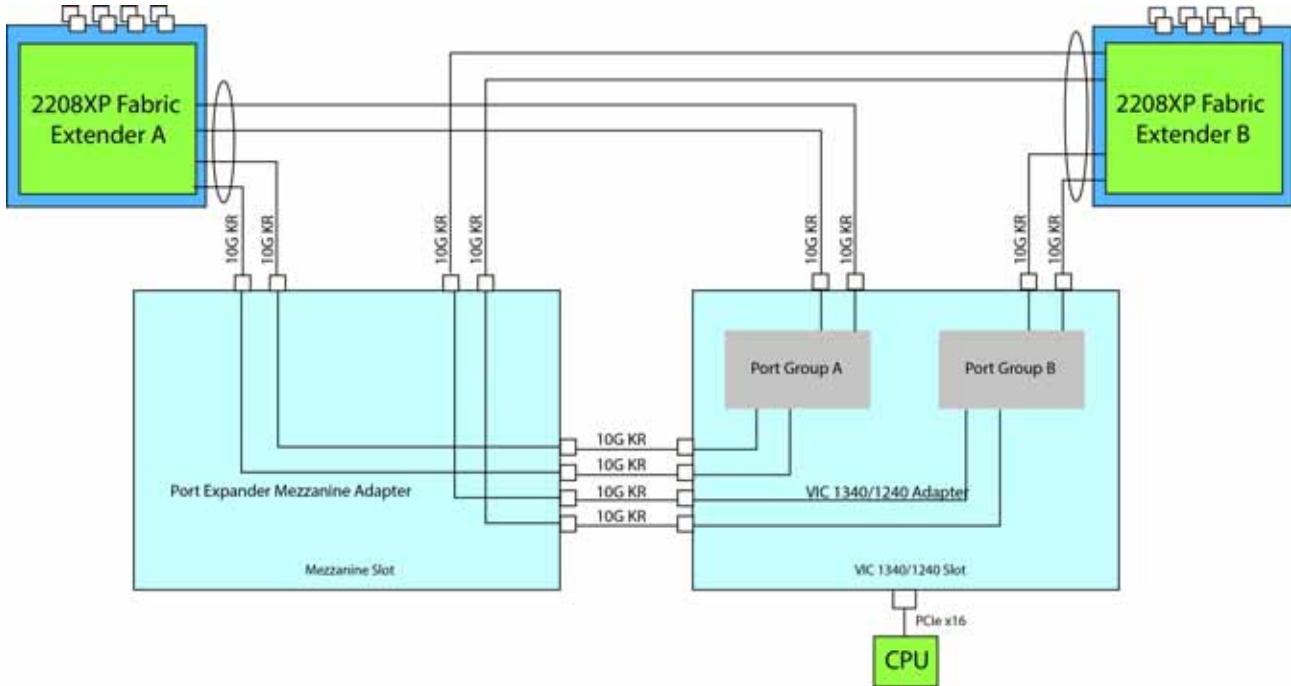 2208XP Fabric
Extender A
2208XP Fabric
Extender B
10G KR
10G KR
10G KR
10G KR
10G KR
10G KR
10G KR
10G KR
Port Group A
Port Group B
10G KR
10G KR
10G KR
10G KR
Port Expander Mezzanine Adapter
VIC 1340/1240 Adapter
Mezzanine Slot
VIC 1340/1240 Slot
PCIe x16
CPU